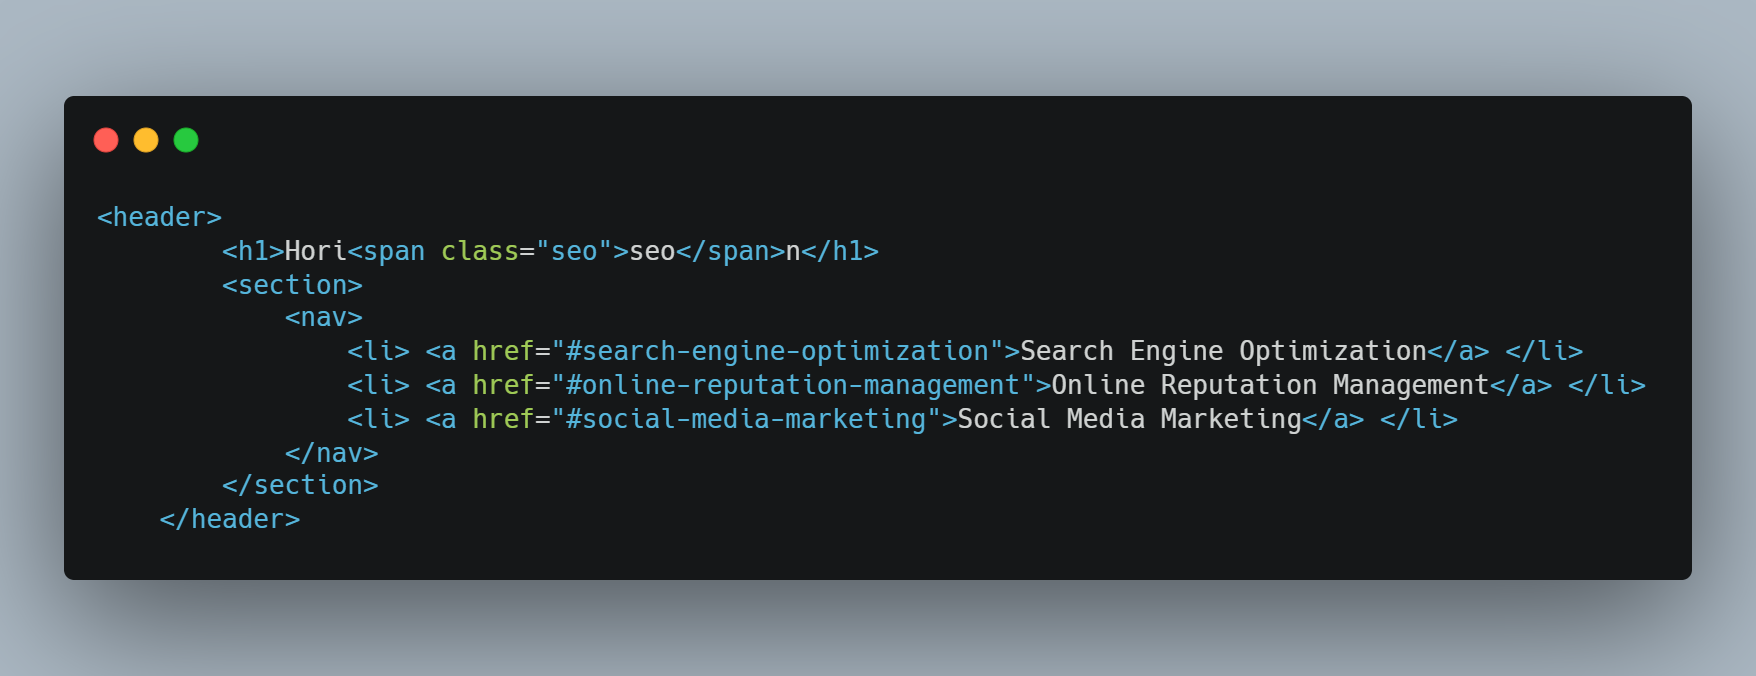 <header>
        <h1>Hori<span class="seo">seo</span>n</h1>
        <section>
            <nav>
                <li> <a href="#search-engine-optimization">Search Engine Optimization</a> </li>
                <li> <a href="#online-reputation-management">Online Reputation Management</a> </li>
                <li> <a href="#social-media-marketing">Social Media Marketing</a> </li>
            </nav>
        </section>
    </header>